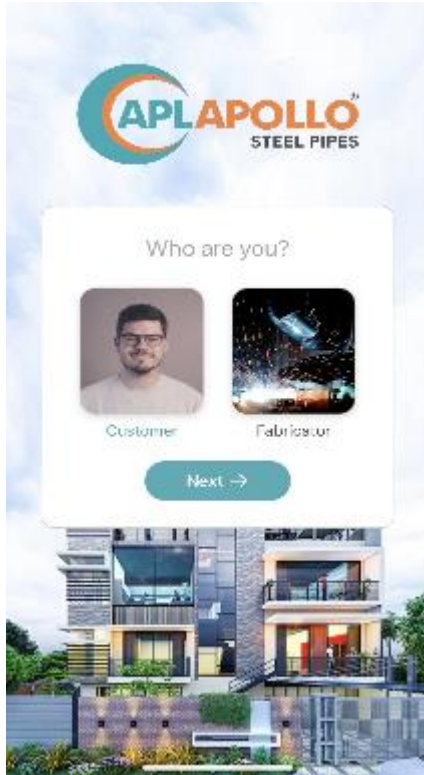 APLAPOLLO®
STEEL PIPES
Who are you?
Customer
Fabricator
Next →